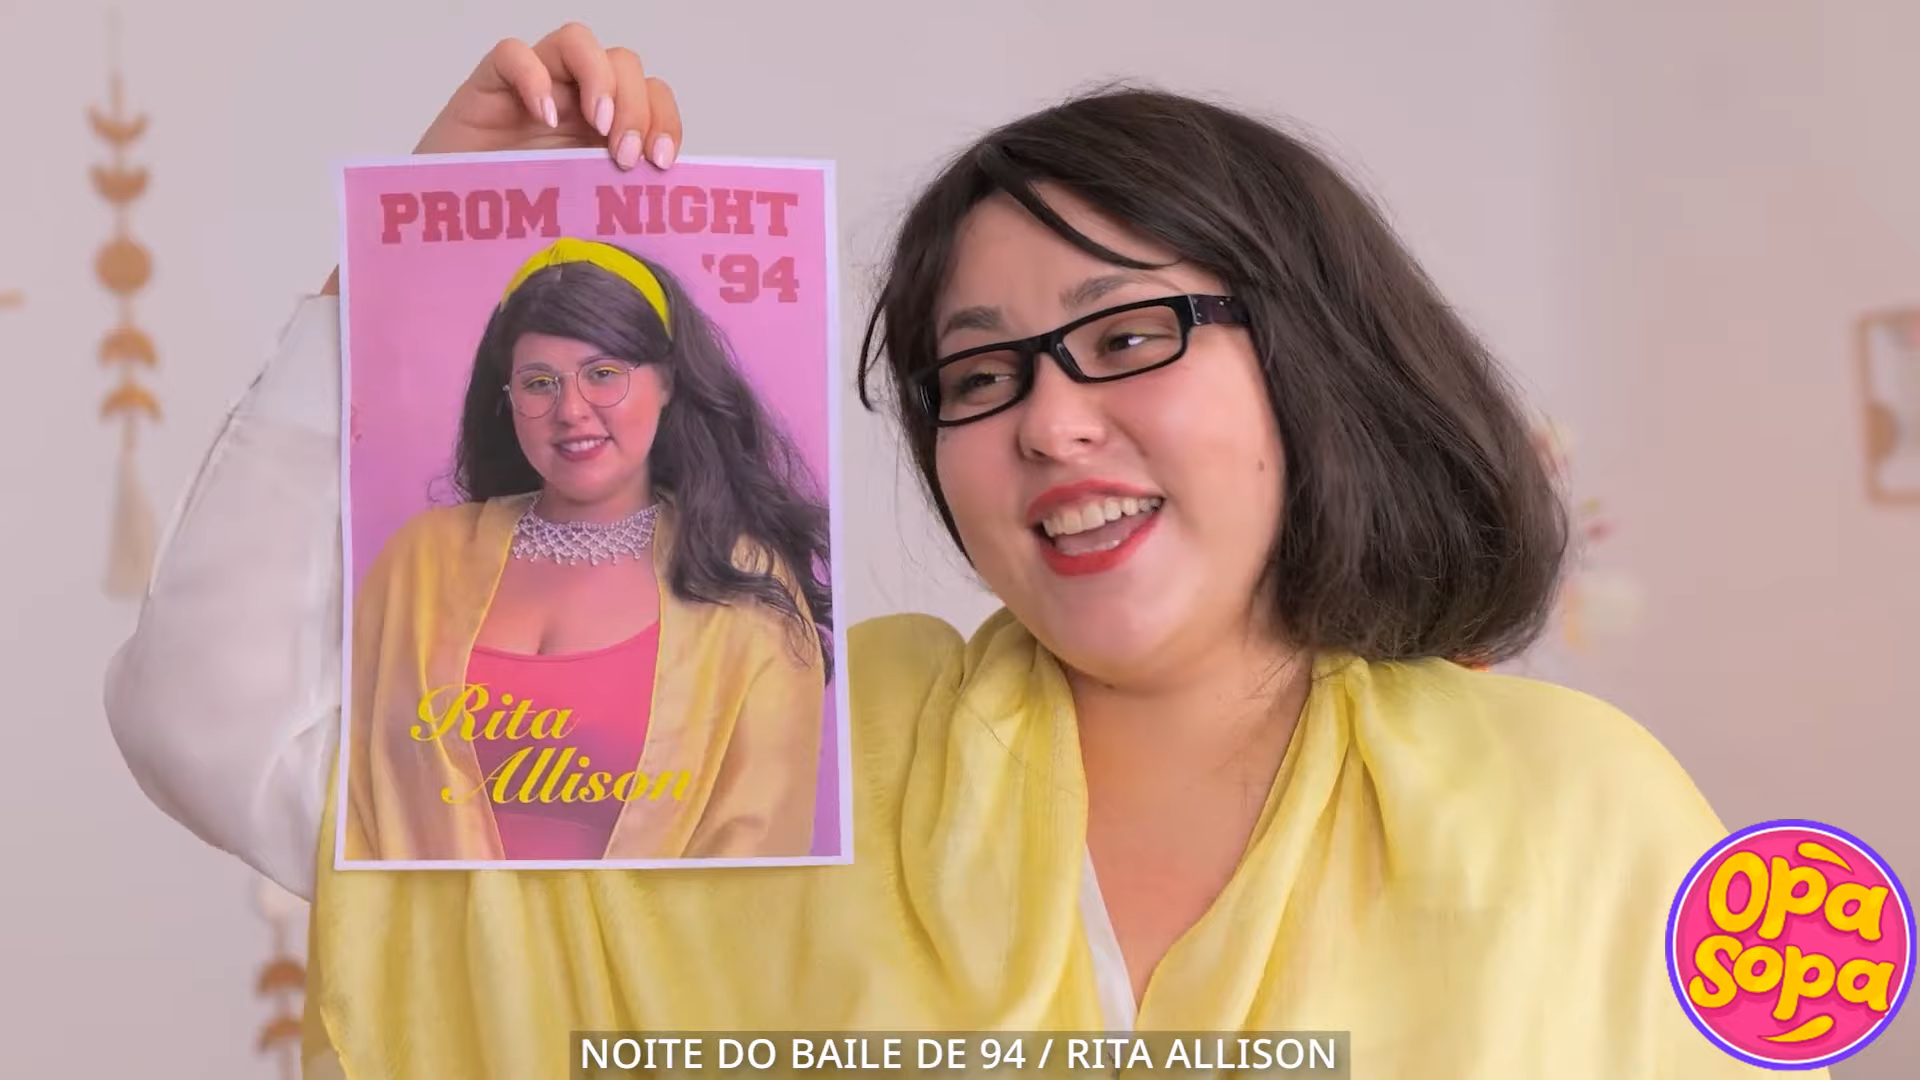 PROM NIGHT
'94
Rita
Allison
Opa
Sopa
NOITE DO BAILE DE 94 / RITA ALLISON